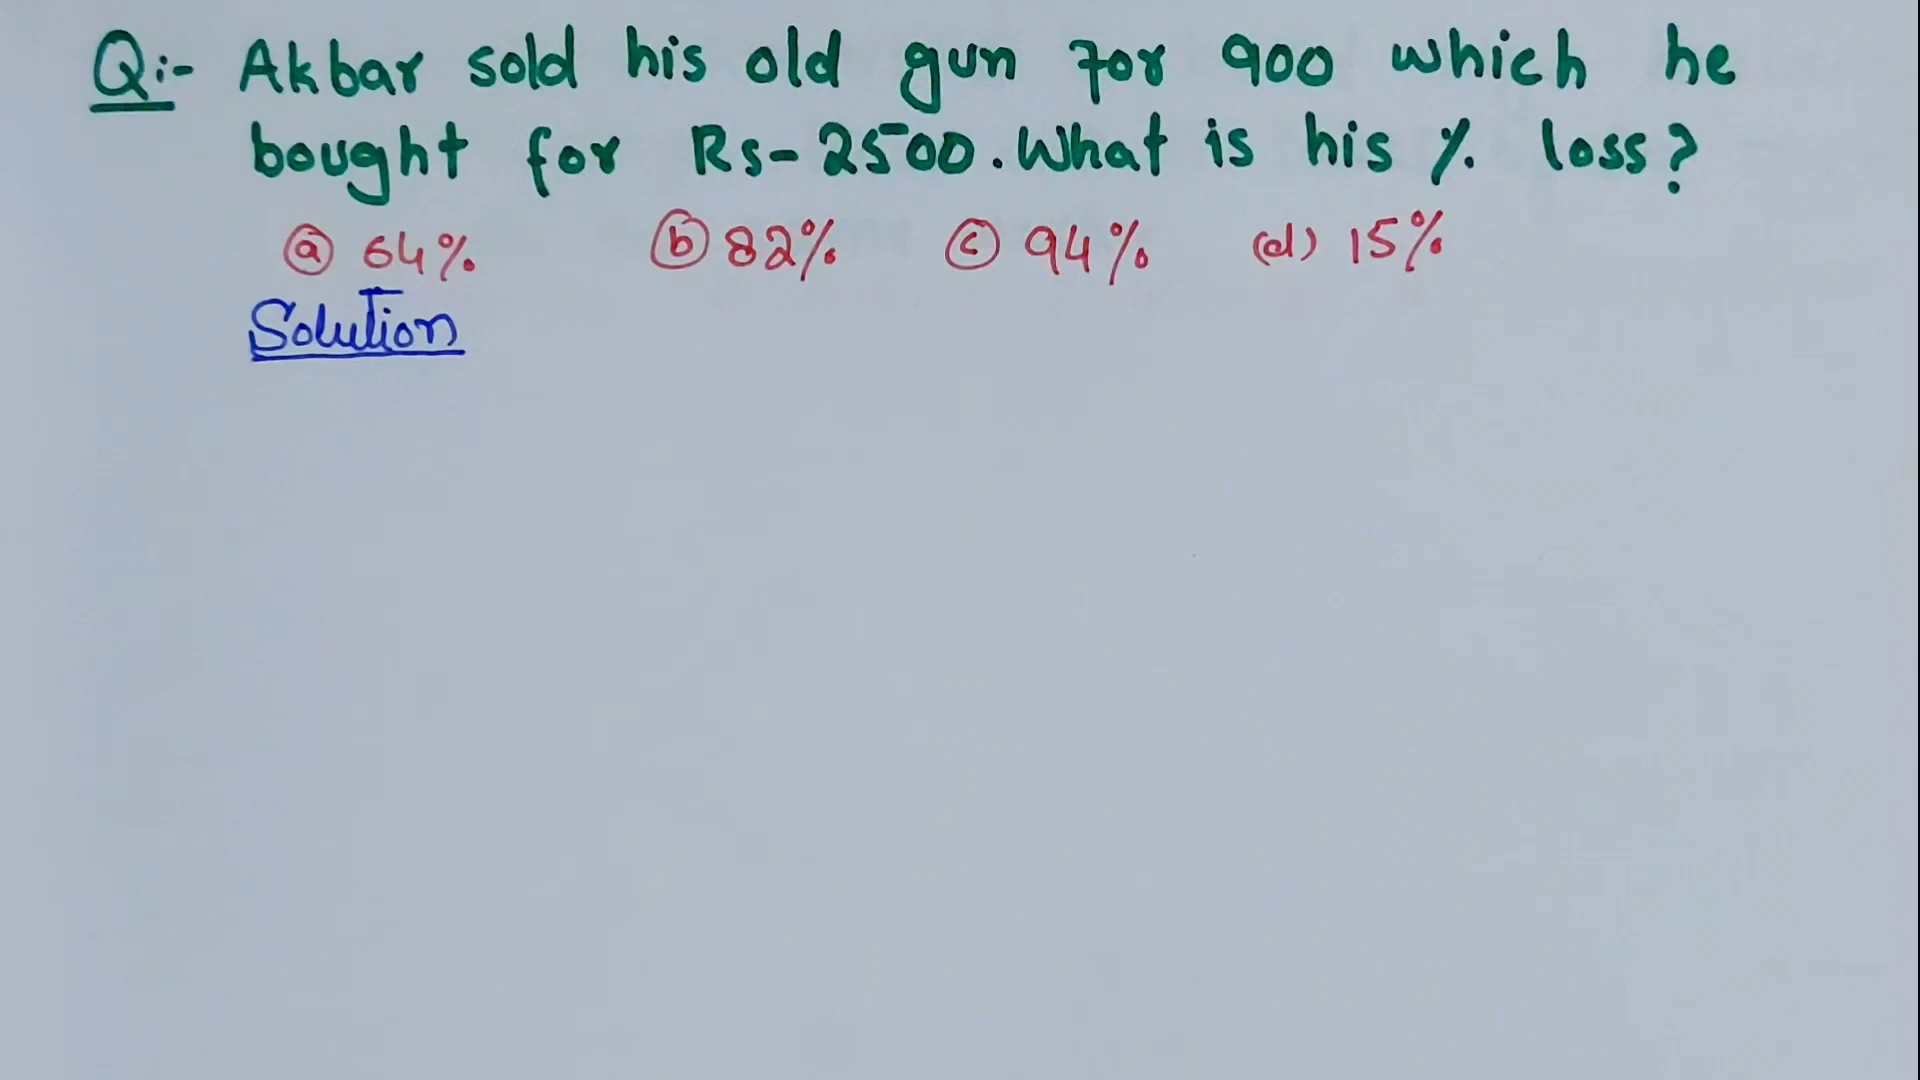 Q:- Akbar sold his old gun for 900 which he
bought for Rs-2500. What is his % loss?
(a) 64% (b) 82% (c) 94% (d) 15%
Solution